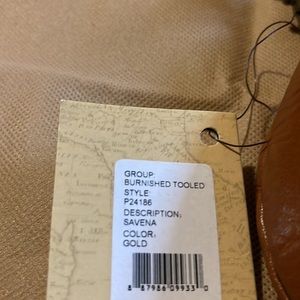 GROUP:
BURNISHED TOOLED
STYLE:
P24186
DESCRIPTION:
SAVENA
COLOR:
GOLD
8 87986 09933 0